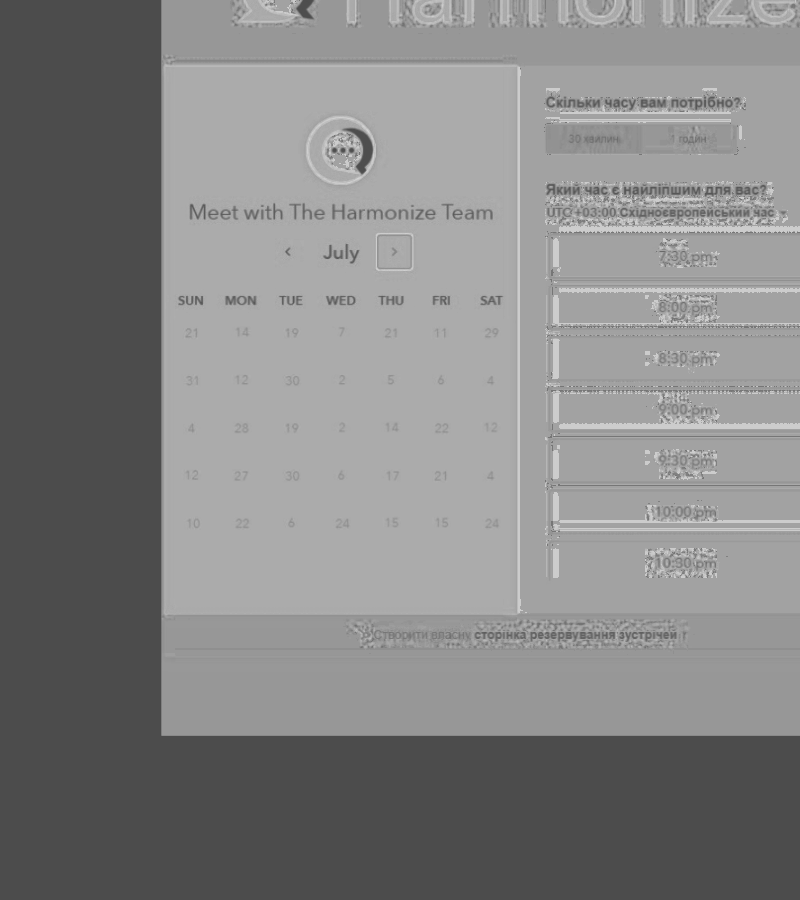 Harmonize
Meet with The Harmonize Team
‹ July ›
SUN MON TUE WED THU FRI SAT
21 14 19 7 21 11 29
31 12 30 2 5 6 4
4 28 19 2 14 22 12
12 27 30 6 17 21 4
10 22 6 24 15 15 24
Скільки часу вам потрібно?
30 хвилин 1 годин
Який час є найліпшим для вас?
UTC +03:00 Східноєвропейський час
7:30 pm
8:00 pm
8:30 pm
9:00 pm
9:30 pm
10:00 pm
10:30 pm
Створити власну сторінка резервування зустрічей